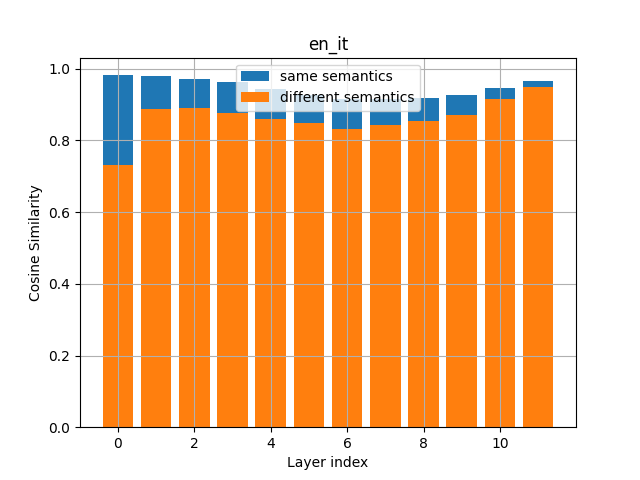 en_it
same semantics
different semantics
Cosine Similarity
1.0
0.8
0.6
0.4
0.2
0.0
0 2 4 6 8 10
Layer index